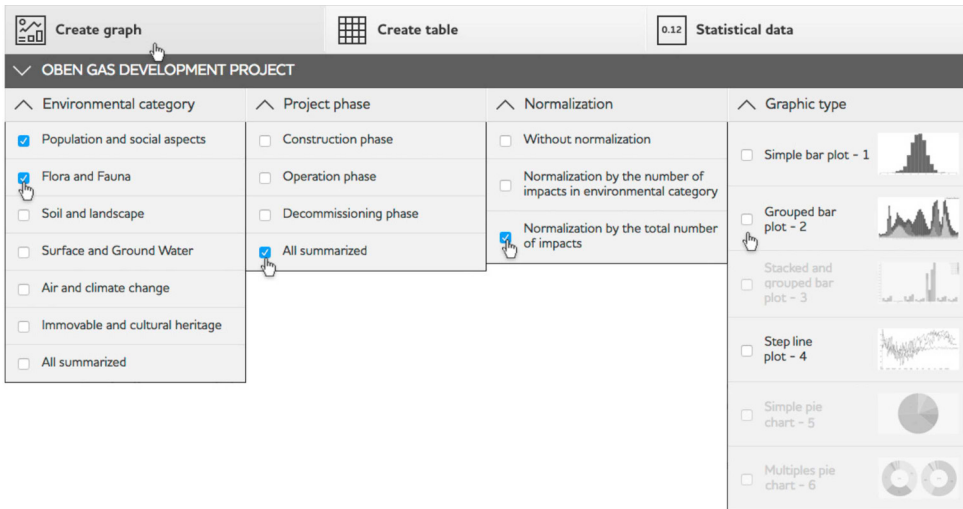 Create graph
Create table
0.12 Statistical data
OBEN GAS DEVELOPMENT PROJECT
Environmental category
Population and social aspects
Flora and Fauna
Soil and landscape
Surface and Ground Water
Air and climate change
Immovable and cultural heritage
All summarized
Project phase
Construction phase
Operation phase
Decommissioning phase
All summarized
Normalization
Without normalization
Normalization by the number of
impacts in environmental category
Normalization by the total number
of impacts
Graphic type
Simple bar plot - 1
Grouped bar
plot - 2
Stacked and
grouped bar
plot - 3
Step line
plot - 4
Simple pie
chart - 5
Multiples pie
chart - 6